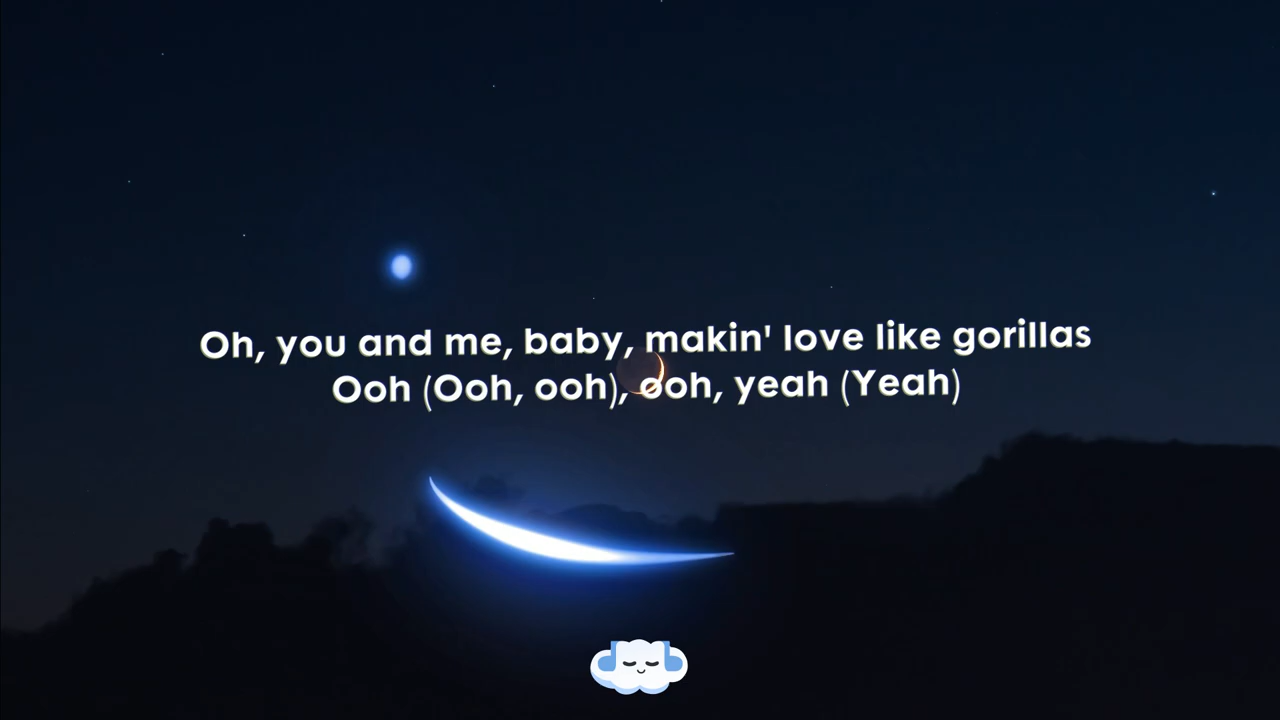 Oh, you and me, baby, makin' love like gorillas
Ooh (Ooh, ooh), ooh, yeah (Yeah)